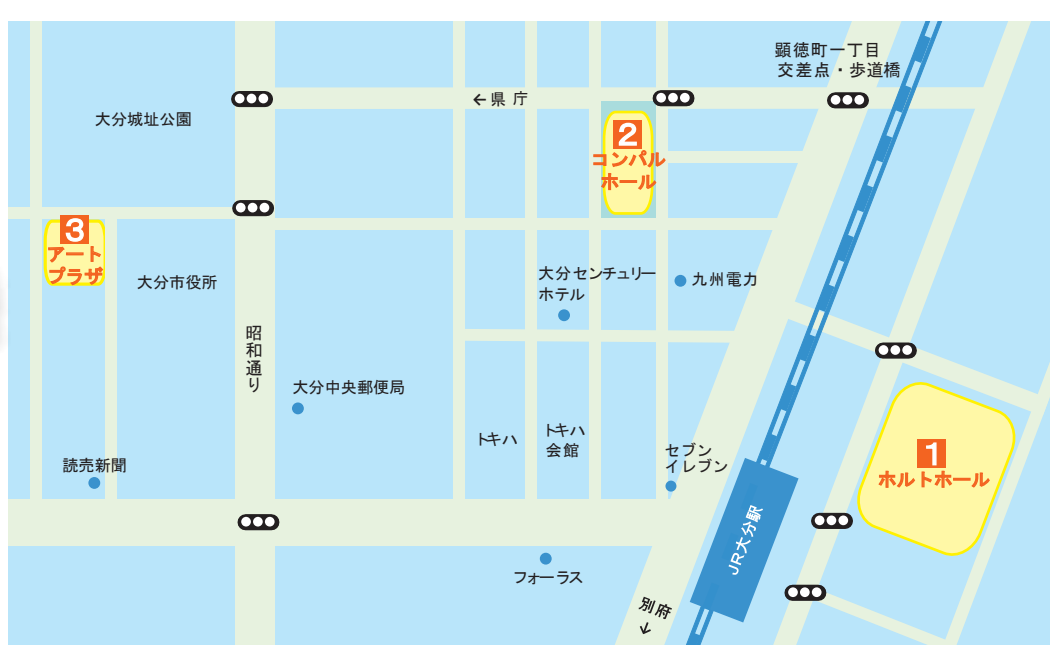 顕徳町一丁目
交差点・歩道橋
←県庁
大分城址公園
2
コンパル
ホール
3
アート
プラザ
大分市役所
大分センチュリー
ホテル
九州電力
昭和通り
大分中央郵便局
トキハ
トキハ
会館
セブン
イレブン
読売新聞
1
ホルトホール
JR大分駅
フォーラス
別府
↓